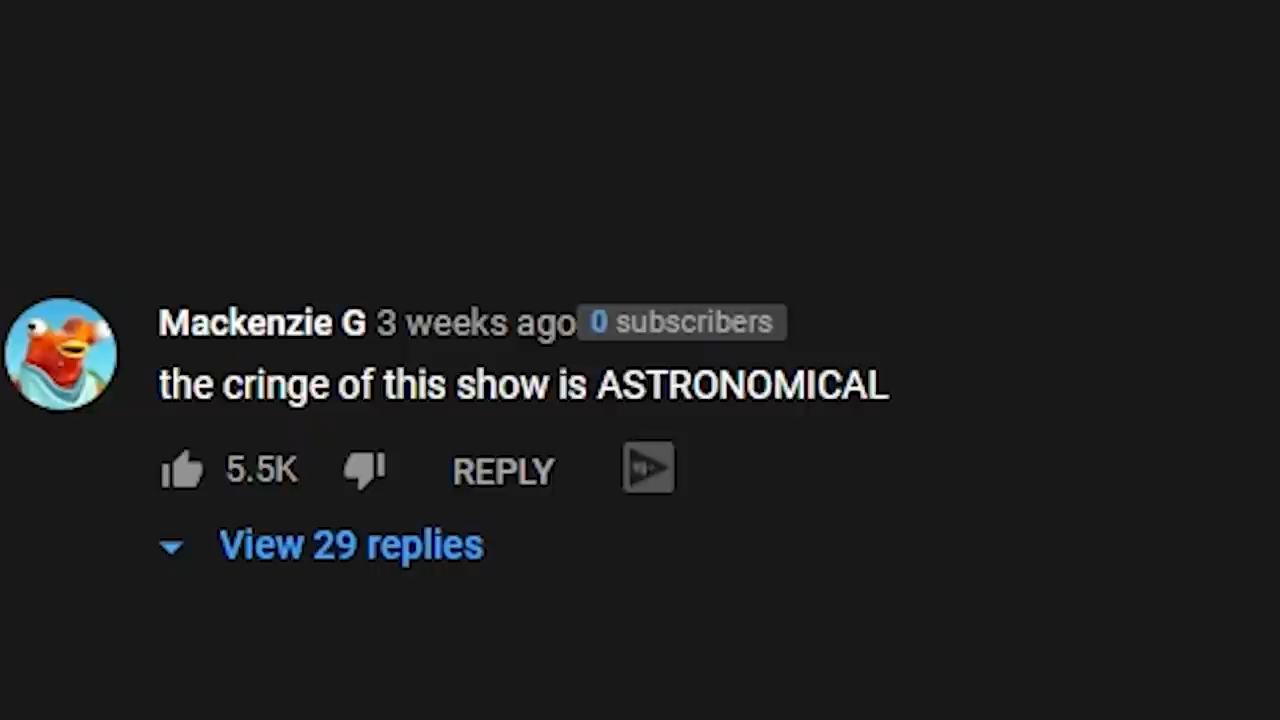 Mackenzie G 3 weeks ago 0 subscribers
the cringe of this show is ASTRONOMICAL
5.5K REPLY
View 29 replies